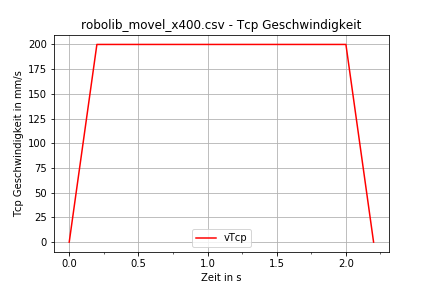 robolib_movel_x400.csv - Tcp Geschwindigkeit
Tcp Geschwindigkeit in mm/s
200
175
150
125
100
75
50
25
0
vTcp
0.0 0.5 1.0 1.5 2.0
Zeit in s